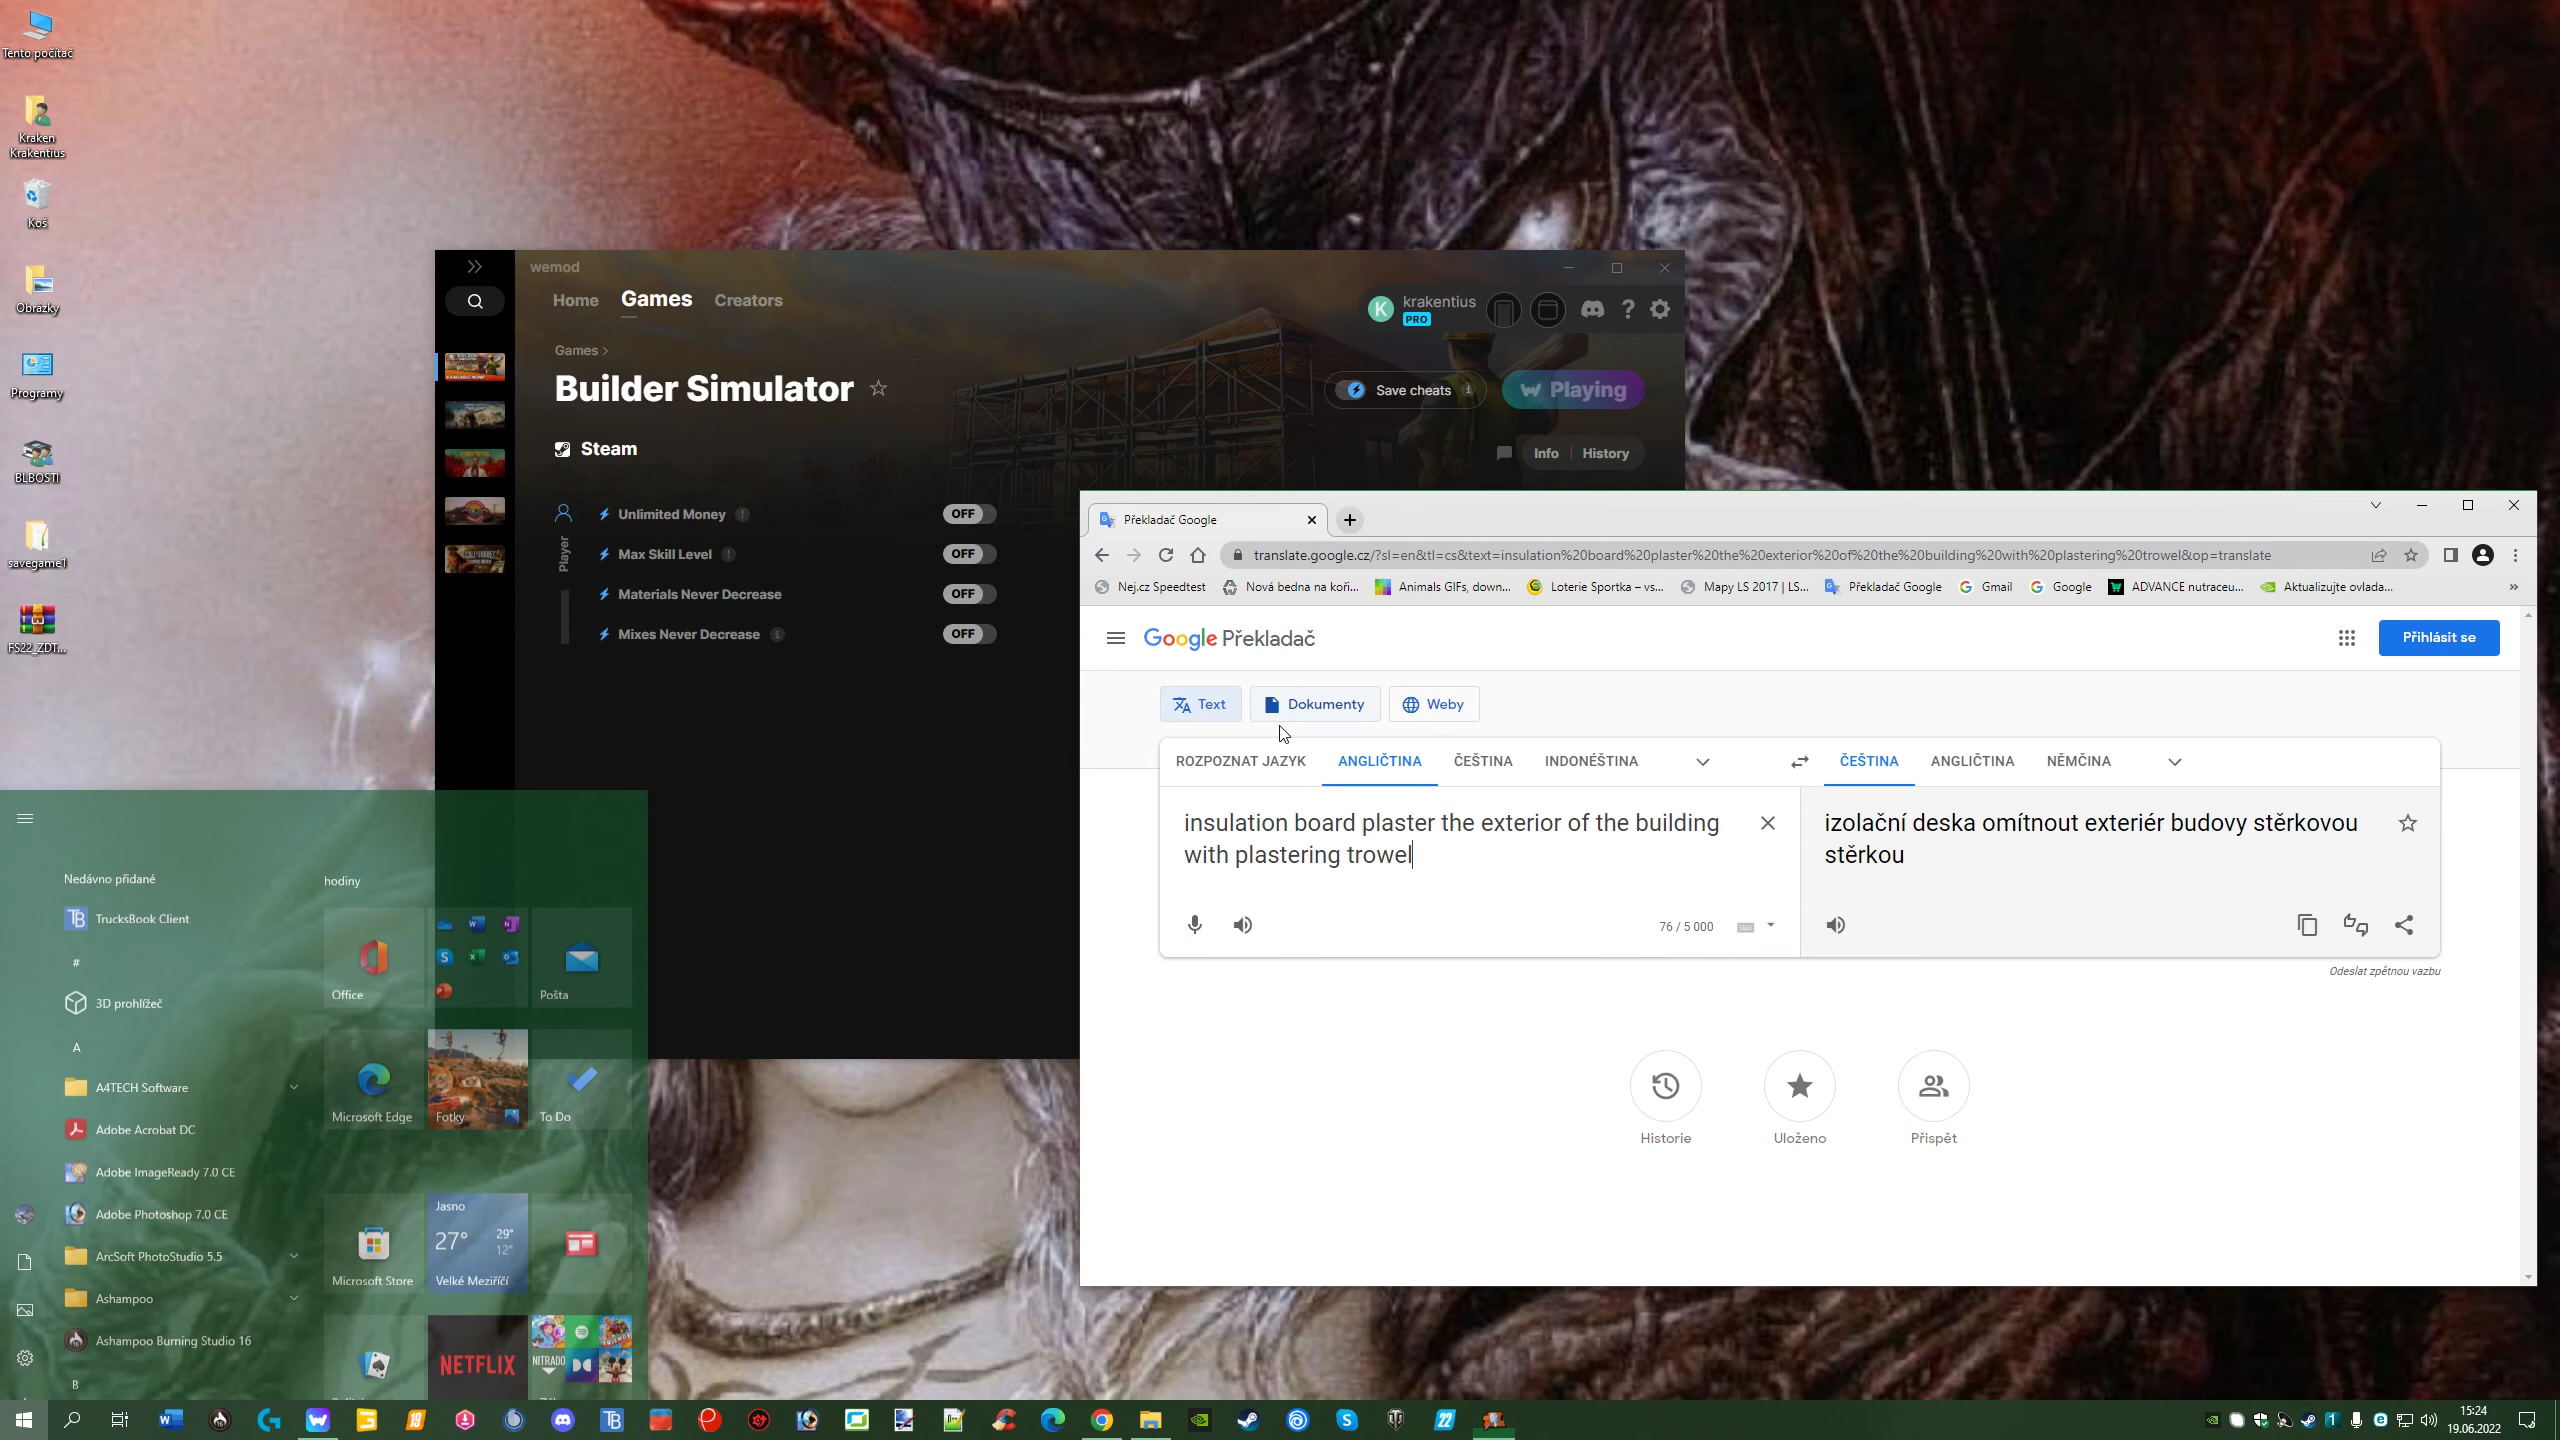 Tento počítač
Kraken
Krakentius
Koš
Obrázky
Programy
BLBOSTI
savegame1
FS22_ZDT...
wemod
Home
Games
Creators
K
krakentius
PRO
Games >
Builder Simulator
Save cheats
Playing
Steam
Info
History
Player
Unlimited Money
OFF
Max Skill Level
OFF
Materials Never Decrease
OFF
Mixes Never Decrease
OFF
Překladač Google
translate.google.cz/?sl=en&tl=cs&text=insulation%20board%20plaster%20the%20exterior%20of%20the%20building%20with%20plastering%20trowel&op=translate
Nej.cz Speedtest
Nová bedna na koři...
Animals GIFs, down...
Loterie Sportka – vs...
Mapy LS 2017 | LS...
Překladač Google
Gmail
Google
ADVANCE nutraceu...
Aktualizujte ovlada...
»
Google Překladač
Přihlásit se
Text
Dokumenty
Weby
ROZPOZNAT JAZYK
ANGLIČTINA
ČEŠTINA
INDONÉŠTINA
ČEŠTINA
ANGLIČTINA
NĚMČINA
insulation board plaster the exterior of the building
with plastering trowel
76 / 5 000
izolační deska omítnout exteriér budovy stěrkovou
stěrkou
Odeslat zpětnou vazbu
Historie
Uloženo
Přispět
Nedávno přidané
TrucksBook Client
#
3D prohlížeč
A
A4TECH Software
Adobe Acrobat DC
Adobe ImageReady 7.0 CE
Adobe Photoshop 7.0 CE
ArcSoft PhotoStudio 5.5
Ashampoo
Ashampoo Burning Studio 16
B
hodiny
Office
Pošta
Microsoft Edge
Fotky
To Do
Microsoft Store
Jasno
27°
29°
12°
Velké Meziříčí
NETFLIX
NITRADO
15:24
19.06.2022